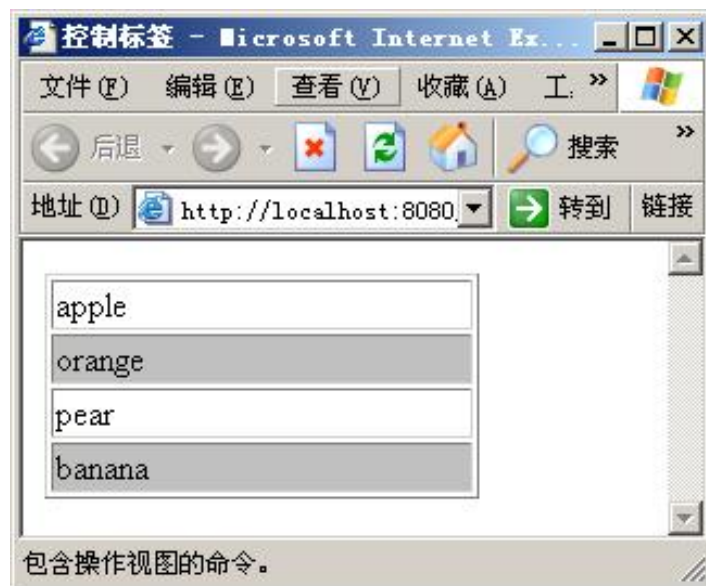 控制标签 - Microsoft Internet Ex...
文件(F) 编辑(E) 查看(V) 收藏(A) 工. »
后退 搜索 »
地址(D) http://localhost:8080 转到 链接
apple
orange
pear
banana
包含操作视图的命令。